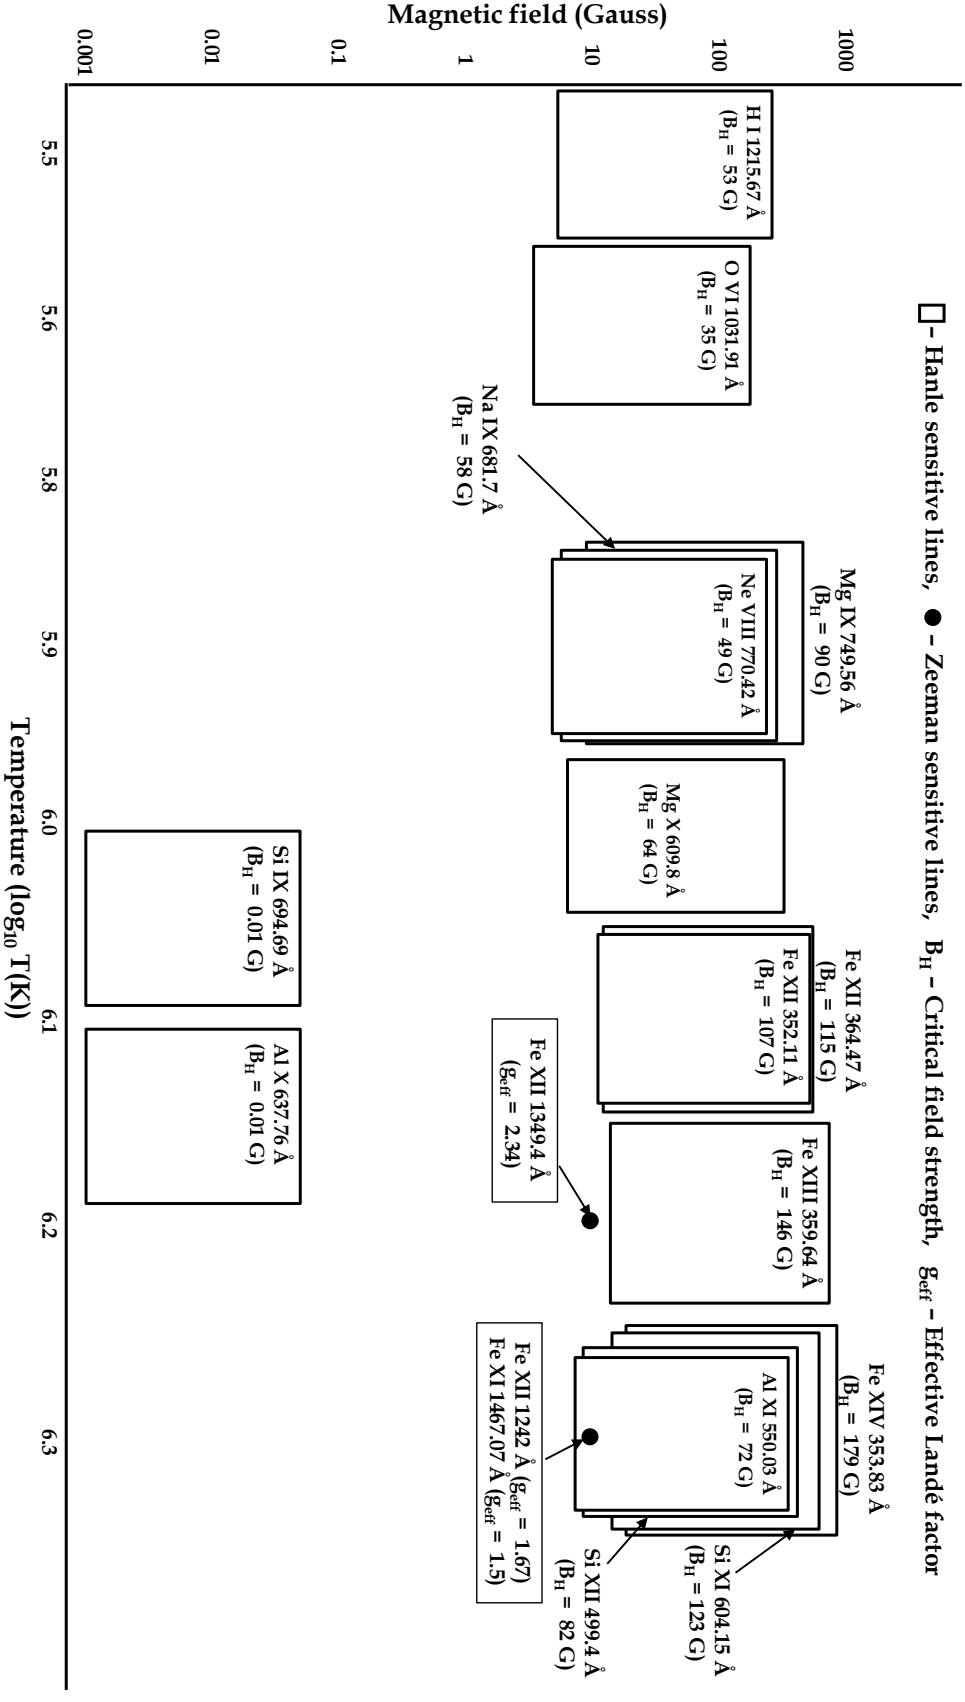 □ – Hanle sensitive lines, ● – Zeeman sensitive lines, B_H – Critical field strength, g_eff – Effective Landé factor
Magnetic field (Gauss)
1000
100
10
1
0.1
0.01
0.001
H I 1215.67 Å
(B_H = 53 G)
O VI 1031.91 Å
(B_H = 35 G)
Na IX 681.7 Å
(B_H = 58 G)
Mg IX 749.56 Å
(B_H = 90 G)
Ne VIII 770.42 Å
(B_H = 49 G)
Mg X 609.8 Å
(B_H = 64 G)
Si IX 694.69 Å
(B_H = 0.01 G)
Al X 637.76 Å
(B_H = 0.01 G)
Fe XII 364.47 Å
(B_H = 115 G)
Fe XII 352.11 Å
(B_H = 107 G)
Fe XII 1349.4 Å
(g_eff = 2.34)
Fe XIII 359.64 Å
(B_H = 146 G)
Fe XIV 353.83 Å
(B_H = 179 G)
Al XI 550.03 Å
(B_H = 72 G)
Fe XII 1242 Å (g_eff = 1.67)
Fe XI 1467.07 Å (g_eff = 1.5)
Si XI 604.15 Å
(B_H = 123 G)
Si XII 499.4 Å
(B_H = 82 G)
5.5
5.6
5.8
5.9
6.0
6.1
6.2
6.3
Temperature (log₁₀ T(K))